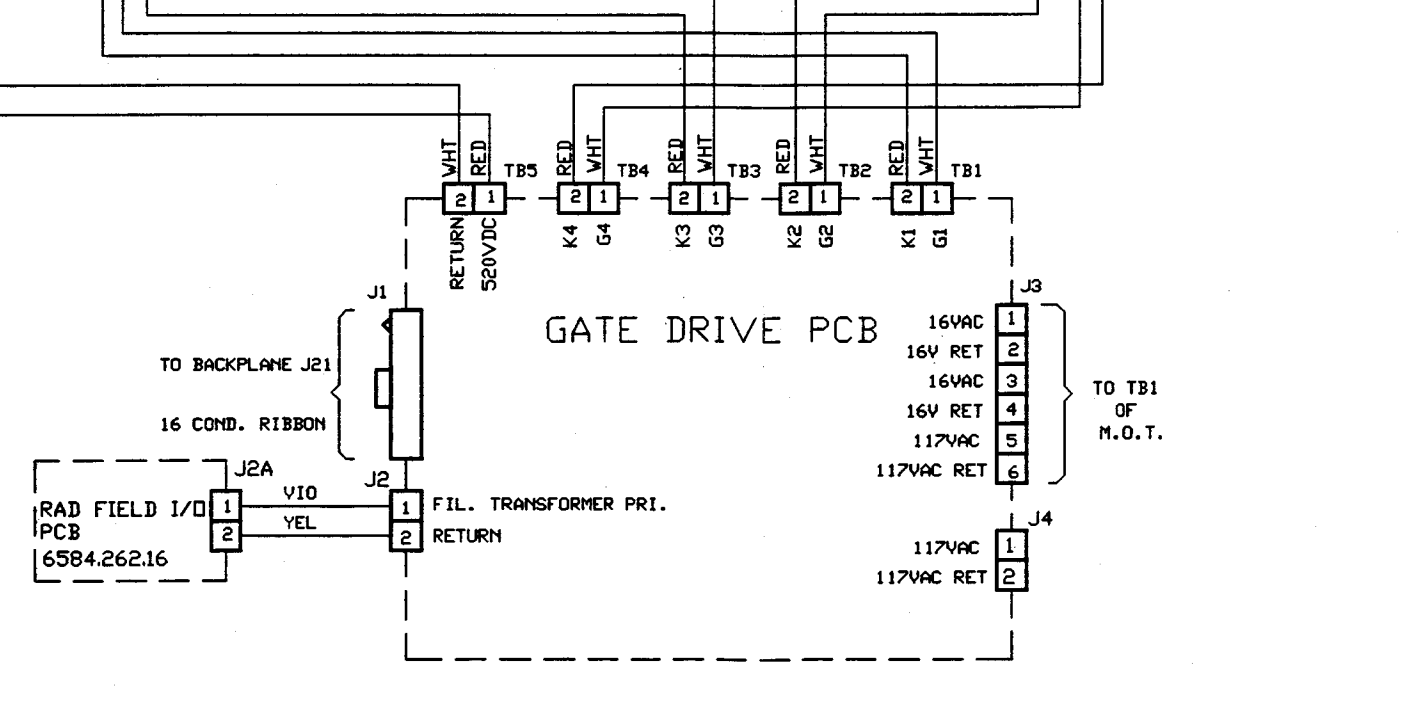 WHT RED TB5 RED WHT TB4 RED WHT TB3 RED WHT TB2 RED WHT TB1
2 1 2 1 2 1 2 1 2 1
RETURN 520VDC K4 G4 K3 G3 K2 G2 K1 G1
J1
J3
GATE DRIVE PCB
16VAC 1
16V RET 2
16VAC 3
16V RET 4
117VAC 5
117VAC RET 6
TO TB1
OF
M.O.T.
TO BACKPLANE J21
16 COND. RIBBON
J2A
J2
RAD FIELD I/O
PCB
6584.262.16
1 VIO 1 FIL. TRANSFORMER PRI.
2 YEL 2 RETURN
J4
117VAC 1
117VAC RET 2